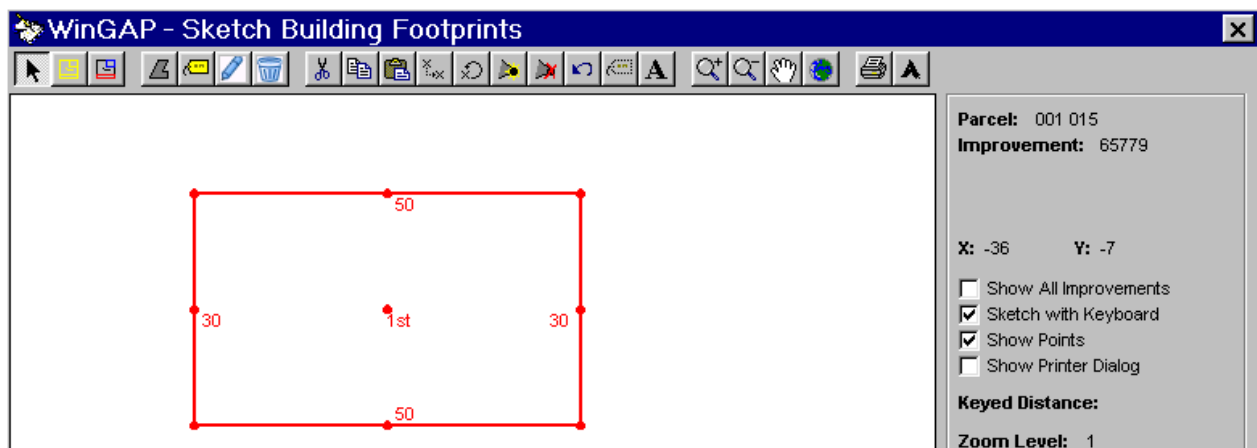 WinGAP - Sketch Building Footprints
A
Parcel: 001 015
Improvement: 65779
50
X: -36 Y: -7
Show All Improvements
30 1st 30
Sketch with Keyboard
Show Points
Show Printer Dialog
50
Keyed Distance:
Zoom Level: 1